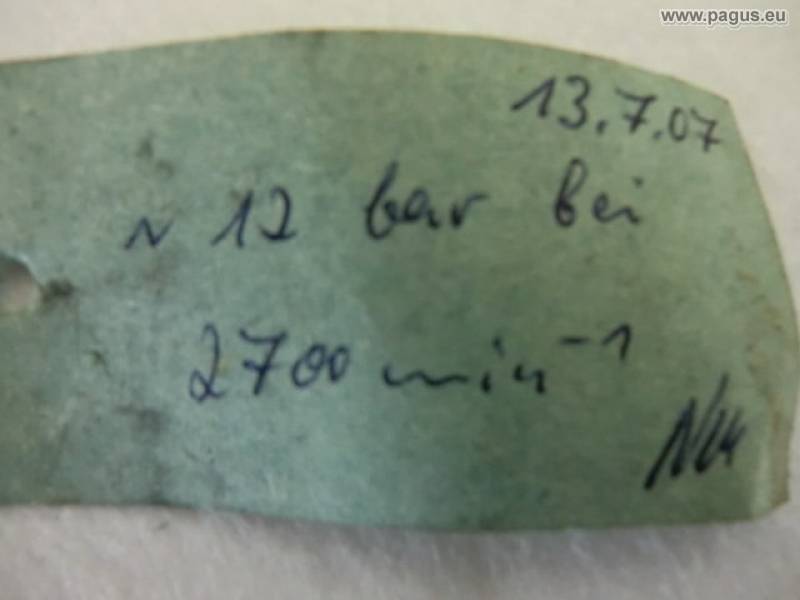 www.pagus.eu
13.7.07
~ 12 bar bei
2700 min⁻¹